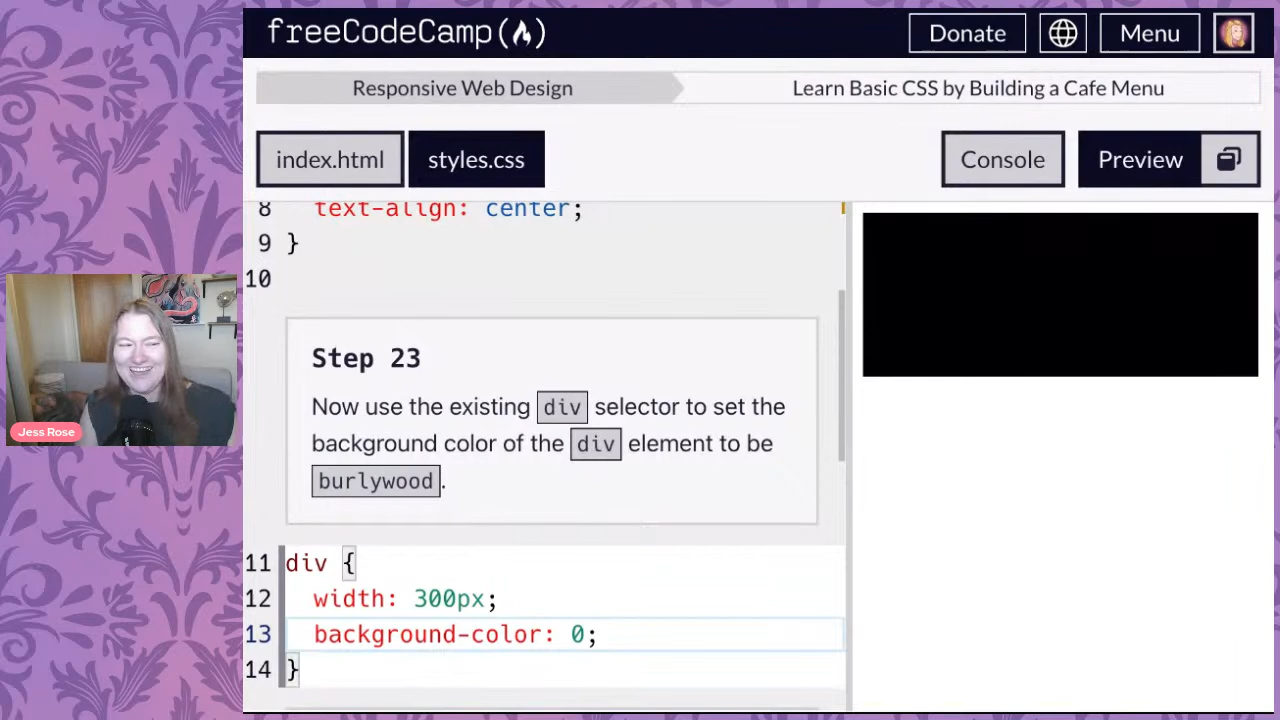 freeCodeCamp(🔥)
Donate
Menu
Responsive Web Design
Learn Basic CSS by Building a Cafe Menu
index.html
styles.css
Console
Preview
8 text-align: center;
9 }
10
Step 23
Now use the existing div selector to set the
background color of the div element to be
burlywood.
11 div {
12 width: 300px;
13 background-color: 0;
14 }
Jess Rose